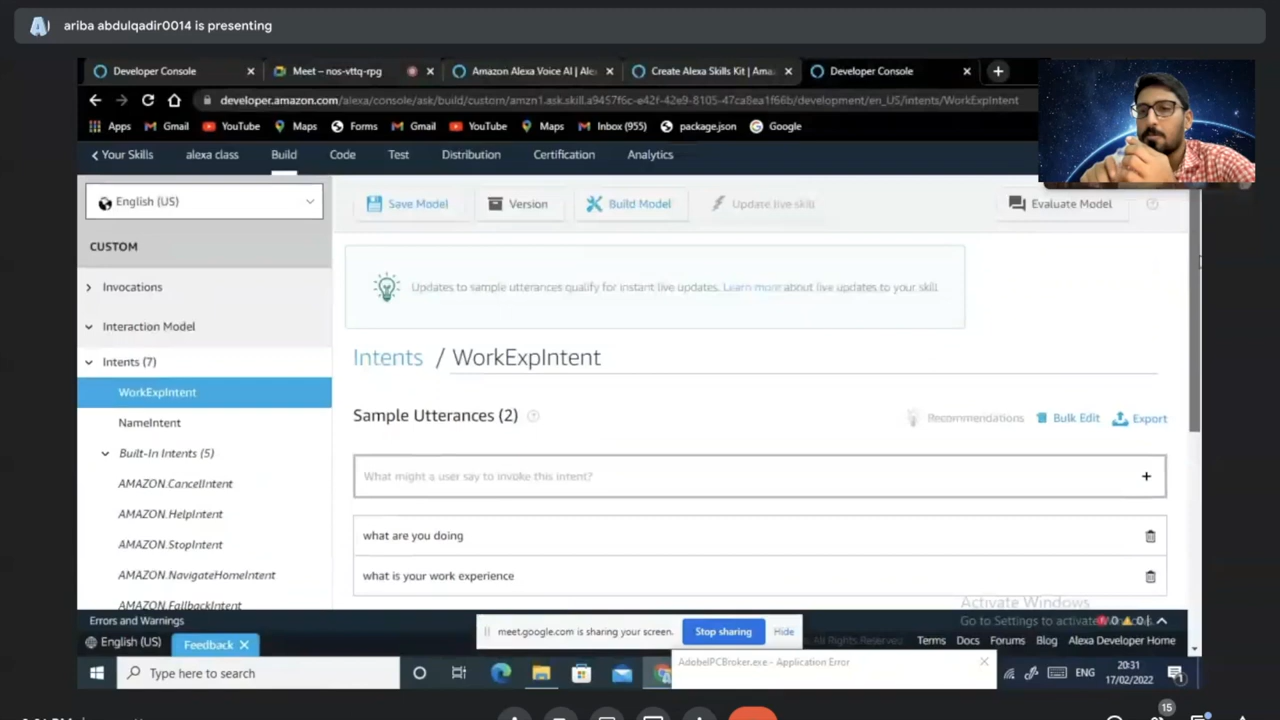 ariba abdulqadir0014 is presenting
Developer Console
Meet – nos-vttq-rpg
Amazon Alexa Voice AI | Ale
Create Alexa Skills Kit | Ama
Developer Console
developer.amazon.com/alexa/console/ask/build/custom/amzn1.ask.skill.a9457f6c-e42f-42e9-8105-47ca8ea1f66b/development/en_US/intents/WorkExpIntent
Apps Gmail YouTube Maps Forms Gmail YouTube Maps Inbox (955) package.json Google
Your Skills alexa class Build Code Test Distribution Certification Analytics
English (US)
Save Model Version Build Model Update live skill Evaluate Model
CUSTOM
Invocations
Updates to sample utterances qualify for instant live updates. Learn more about live updates to your skill
Interaction Model
Intents (7)
Intents / WorkExpIntent
WorkExpIntent
NameIntent
Sample Utterances (2)
Recommendations Bulk Edit Export
Built-In Intents (5)
What might a user say to invoke this intent?
AMAZON.CancelIntent
AMAZON.HelpIntent
what are you doing
AMAZON.StopIntent
AMAZON.NavigateHomeIntent
what is your work experience
AMAZON.FallbackIntent
Activate Windows
Errors and Warnings
Go to Settings to activate
meet.google.com is sharing your screen. Stop sharing Hide
English (US) Feedback
All Rights Reserved Terms Docs Forums Blog Alexa Developer Home
AdobeIPCBroker.exe - Application Error
Type here to search
ENG
20:31
17/02/2022
1
15